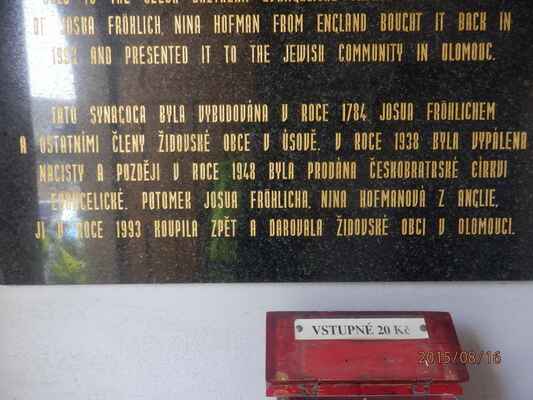 OF JOSUA FRÖHLICH, NINA HOFMAN FROM ENGLAND BOUGHT IT BACK IN
1993 AND PRESENTED IT TO THE JEWISH COMMUNITY IN OLOMOUC.
TATO SYNAGOGA BYLA VYBUDOVÁNA V ROCE 1784 JOSUA FRÖHLICHEM
A OSTATNÍMI ČLENY ŽIDOVSKÉ OBCE V ÚSOVĚ. V ROCE 1938 BYLA VYPÁLENA
NACISTY A POZDĚJI V ROCE 1948 BYLA PRODÁNA ČESKOBRATSKÉ CÍRKVI
EVANGELICKÉ. POTOMEK JOSUA FRÖHLICHA, NINA HOFMANOVÁ Z ANGLIE,
JI V ROCE 1993 KOUPILA ZPĚT A DAROVALA ŽIDOVSKÉ OBCI V OLOMOUCI.
VSTUPNÉ 20 Kč
2015/08/16